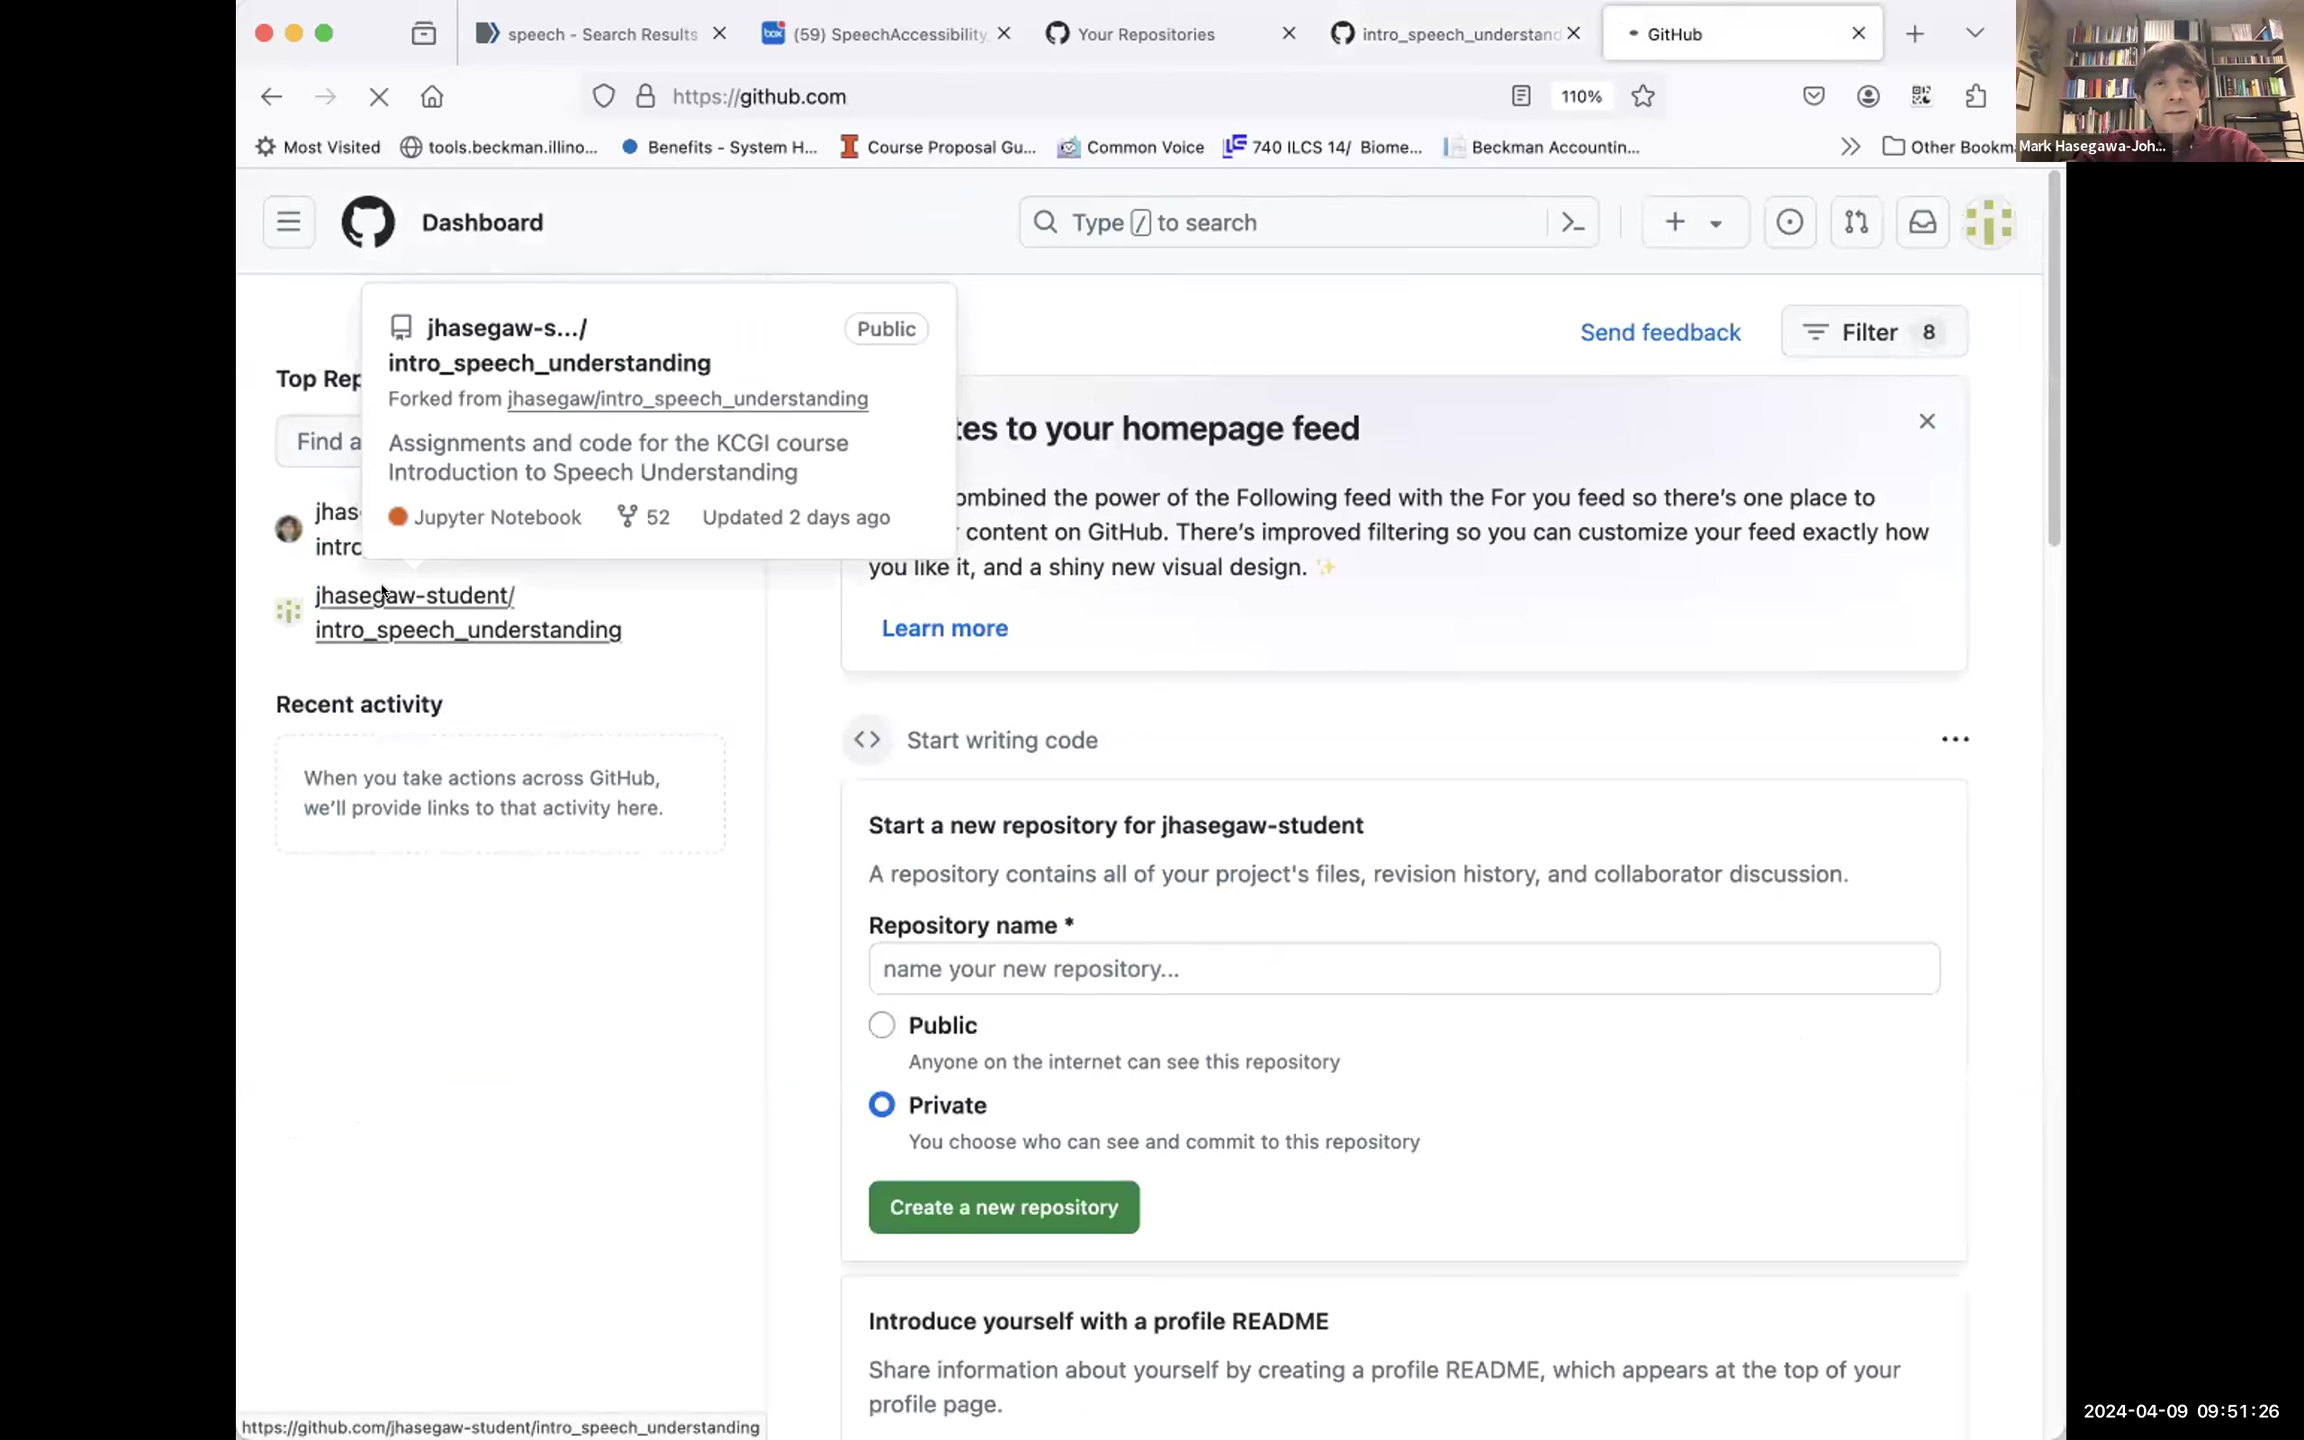 speech - Search Results
(59) SpeechAccessibility
Your Repositories
intro_speech_understand
GitHub
https://github.com
110%
Most Visited
tools.beckman.illino...
Benefits - System H...
Course Proposal Gu...
Common Voice
740 ILCS 14/ Biome...
Beckman Accountin...
Other Bookm
Mark Hasegawa-Joh...
Dashboard
Type / to search
Send feedback
Filter 8
jhasegaw-s.../
intro_speech_understanding
Public
Forked from jhasegaw/intro_speech_understanding
Assignments and code for the KCGI course
Introduction to Speech Understanding
Jupyter Notebook 52 Updated 2 days ago
Top Rep
Find a
jhas
intro
jhasegaw-student/
intro_speech_understanding
Recent activity
When you take actions across GitHub,
we'll provide links to that activity here.
tes to your homepage feed
ombined the power of the Following feed with the For you feed so there's one place to
content on GitHub. There's improved filtering so you can customize your feed exactly how
you like it, and a shiny new visual design. ✨
Learn more
Start writing code
Start a new repository for jhasegaw-student
A repository contains all of your project's files, revision history, and collaborator discussion.
Repository name *
name your new repository...
Public
Anyone on the internet can see this repository
Private
You choose who can see and commit to this repository
Create a new repository
Introduce yourself with a profile README
Share information about yourself by creating a profile README, which appears at the top of your
profile page.
https://github.com/jhasegaw-student/intro_speech_understanding
2024-04-09 09:51:26